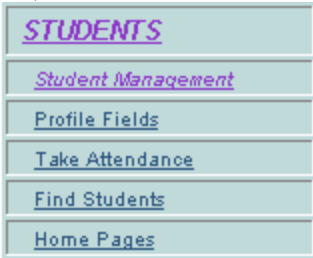 STUDENTS
Student Management
Profile Fields
Take Attendance
Find Students
Home Pages